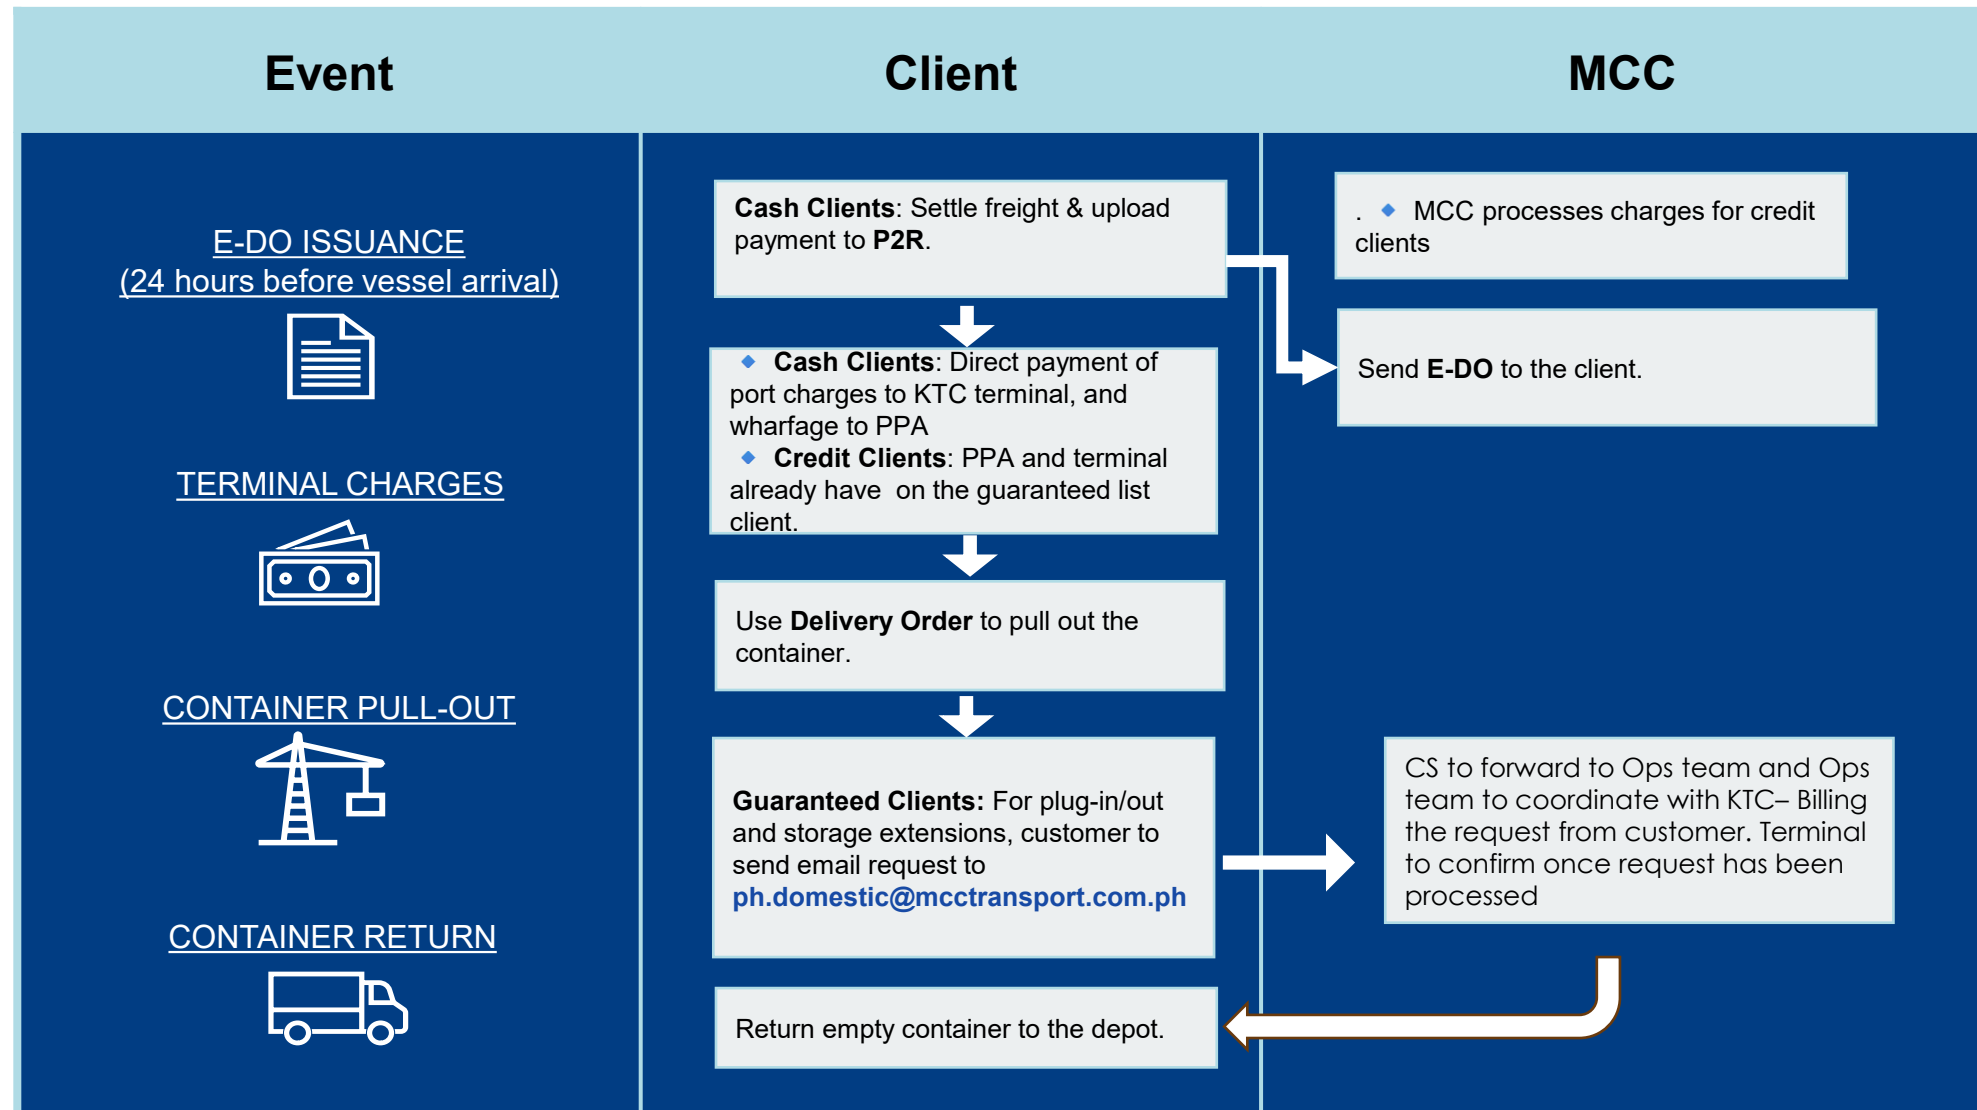 Event
Client
MCC
E-DO ISSUANCE
(24 hours before vessel arrival)
Cash Clients: Settle freight & upload
payment to P2R.
. 🔹 MCC processes charges for credit
clients
Send E-DO to the client.
TERMINAL CHARGES
🔹 Cash Clients: Direct payment of
port charges to KTC terminal, and
wharfage to PPA
🔹 Credit Clients: PPA and terminal
already have  on the guaranteed list
client.
CONTAINER PULL-OUT
Use Delivery Order to pull out the
container.
Guaranteed Clients: For plug-in/out
and storage extensions, customer to
send email request to
ph.domestic@mcctransport.com.ph
CS to forward to Ops team and Ops
team to coordinate with KTC– Billing
the request from customer. Terminal
to confirm once request has been
processed
CONTAINER RETURN
Return empty container to the depot.